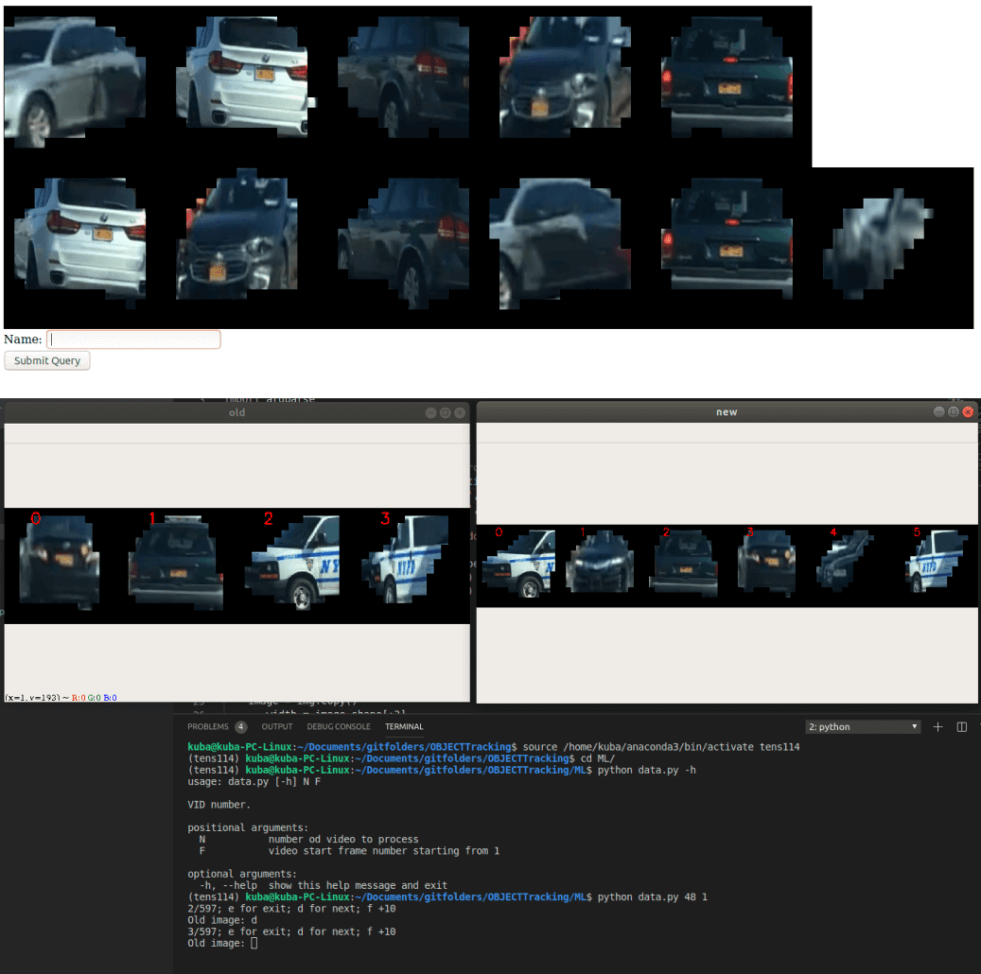 Name:
Submit Query
import argparse
old
new
0 1 2 3
NY
NYPD
0 1 2 3 4 5
(x=1, y=193) ~ R:0 G:0 B:0
image = img.copy()
width = image.shape[:2]
PROBLEMS 4 OUTPUT DEBUG CONSOLE TERMINAL 2: python
kuba@kuba-PC-Linux:~/Documents/gitfolders/OBJECTTracking$ source /home/kuba/anaconda3/bin/activate tens114
(tens114) kuba@kuba-PC-Linux:~/Documents/gitfolders/OBJECTTracking$ cd ML/
(tens114) kuba@kuba-PC-Linux:~/Documents/gitfolders/OBJECTTracking/ML$ python data.py -h
usage: data.py [-h] N F
VID number.
positional arguments:
N number od video to process
F video start frame number starting from 1
optional arguments:
-h, --help show this help message and exit
(tens114) kuba@kuba-PC-Linux:~/Documents/gitfolders/OBJECTTracking/ML$ python data.py 48 1
2/597; e for exit; d for next; f +10
Old image: d
3/597; e for exit; d for next; f +10
Old image: